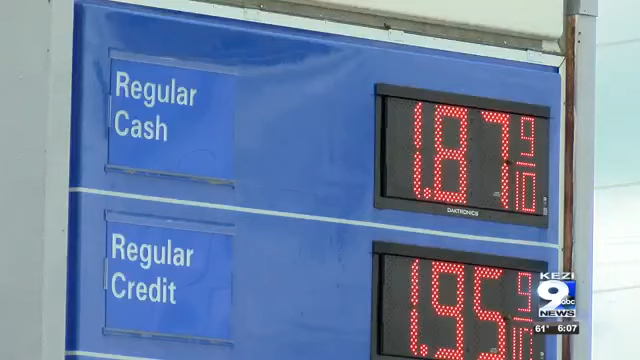 Regular
Cash
1.87 9/10
DAKTRONICS
Regular
Credit
1.95 9/10
KEZI
9 abc
NEWS
61° 6:07